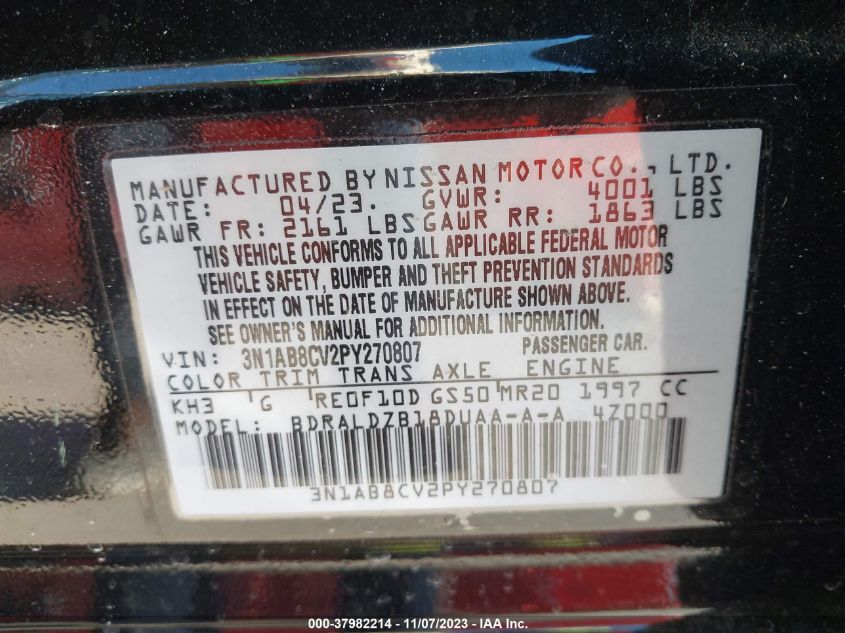 MANUFACTURED BY NISSAN MOTOR CO., LTD.
DATE: 04/23. GVWR: 4001 LBS
GAWR FR: 2161 LBS GAWR RR: 1863 LBS
THIS VEHICLE CONFORMS TO ALL APPLICABLE FEDERAL MOTOR
VEHICLE SAFETY, BUMPER AND THEFT PREVENTION STANDARDS
IN EFFECT ON THE DATE OF MANUFACTURE SHOWN ABOVE.
SEE OWNER'S MANUAL FOR ADDITIONAL INFORMATION.
VIN: 3N1AB8CV2PY270807 PASSENGER CAR.
COLOR TRIM TRANS AXLE ENGINE
KH3 G RE0F10D GS50 MR20 1997 CC
MODEL: BDRALDZB18DUAA-A-A 4Z000
3N1AB8CV2PY270807
000-37982214 - 11/07/2023 - IAA Inc.